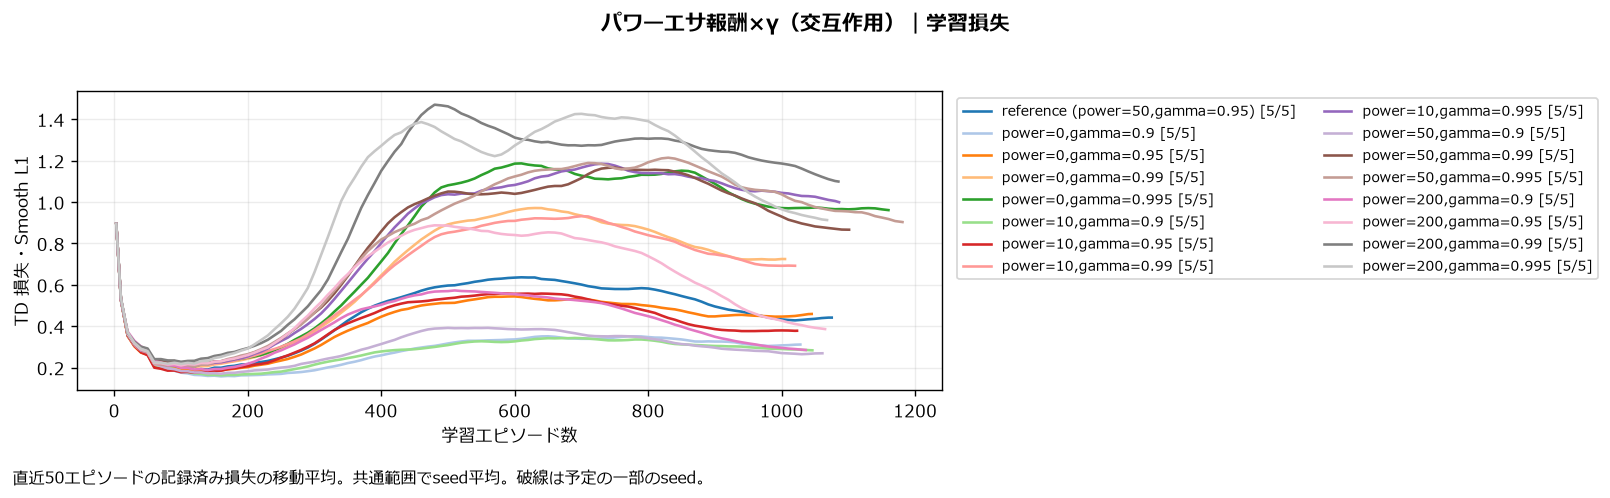 パワーエサ報酬×γ（交互作用）｜学習損失
TD 損失・Smooth L1
1.4
1.2
1.0
0.8
0.6
0.4
0.2
0
200
400
600
800
1000
1200
学習エピソード数
reference (power=50,gamma=0.95) [5/5]
power=0,gamma=0.9 [5/5]
power=0,gamma=0.95 [5/5]
power=0,gamma=0.99 [5/5]
power=0,gamma=0.995 [5/5]
power=10,gamma=0.9 [5/5]
power=10,gamma=0.95 [5/5]
power=10,gamma=0.99 [5/5]
power=10,gamma=0.995 [5/5]
power=50,gamma=0.9 [5/5]
power=50,gamma=0.99 [5/5]
power=50,gamma=0.995 [5/5]
power=200,gamma=0.9 [5/5]
power=200,gamma=0.95 [5/5]
power=200,gamma=0.99 [5/5]
power=200,gamma=0.995 [5/5]
直近50エピソードの記録済み損失の移動平均。共通範囲でseed平均。破線は予定の一部のseed。